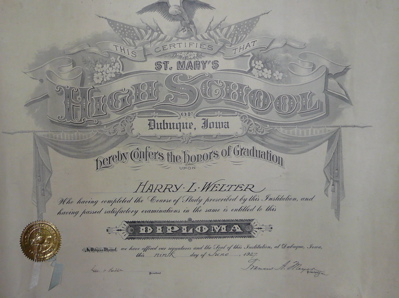 THIS CERTIFIES THAT
ST. MARY'S
HIGH SCHOOL
OF
Dubuque, Iowa
hereby Confers the honors of Graduation
UPON
HARRY L. WELTER
Who having completed the Course of Study prescribed by this Institution, and
having passed satisfactory examinations in the same is entitled to this
DIPLOMA
In Witness Whereof we have affixed our signatures and the Seal of this Institution, at Dubuque, Iowa,
this day of